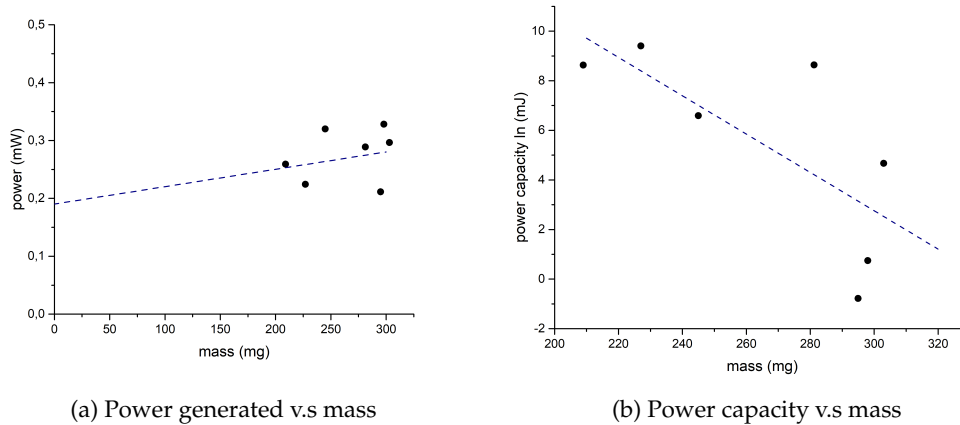 0,5
0,4
0,3
0,2
0,1
0,0
power (mW)
0 50 100 150 200 250 300
mass (mg)
(a) Power generated v.s mass
10
8
6
4
2
0
-2
power capacity ln (mJ)
200 220 240 260 280 300 320
mass (mg)
(b) Power capacity v.s mass